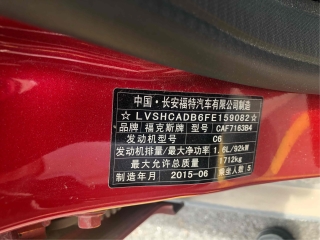 中国·长安福特汽车有限公司制造
☆LVSHCADB6FE159082☆
品牌 福克斯牌 型号 CAF7163B4
发动机型号 C6
发动机排量/最大净功率 1.6L/92kW
最大允许总质量 1712kg
制造年月 2015-06 乘坐人数 5